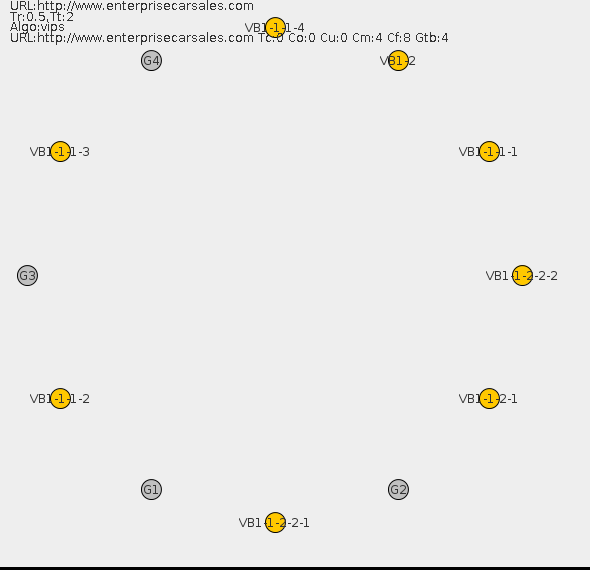 URL:http://www.enterprisecarsales.com
Tr:0.5,Tt:2
Algo:vips
URL:http://www.enterprisecarsales.com Tc:0 Co:0 Cu:0 Cm:4 Cf:8 Gtb:4
VB1-1-1-4
G4
VB1-2
VB1-1-1-3
VB1-1-1-1
G3
VB1-1-2-2-2
VB1-1-1-2
VB1-1-2-1
G1
G2
VB1-1-2-2-1